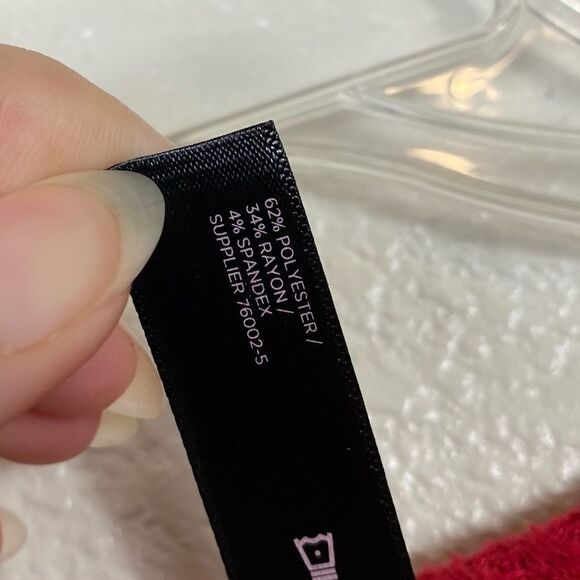 62% POLYESTER /
34% RAYON /
4% SPANDEX
SUPPLIER 76002-5